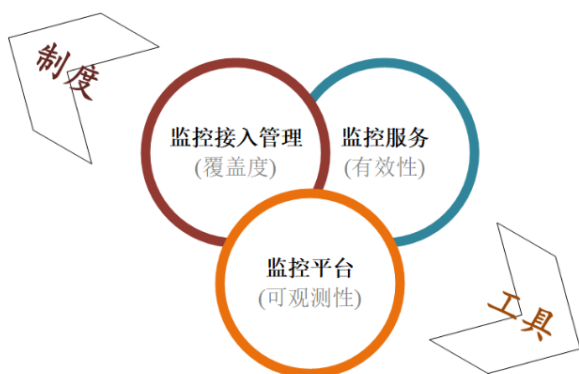 制度
监控接入管理
(覆盖度)
监控服务
(有效性)
监控平台
(可观测性)
工具